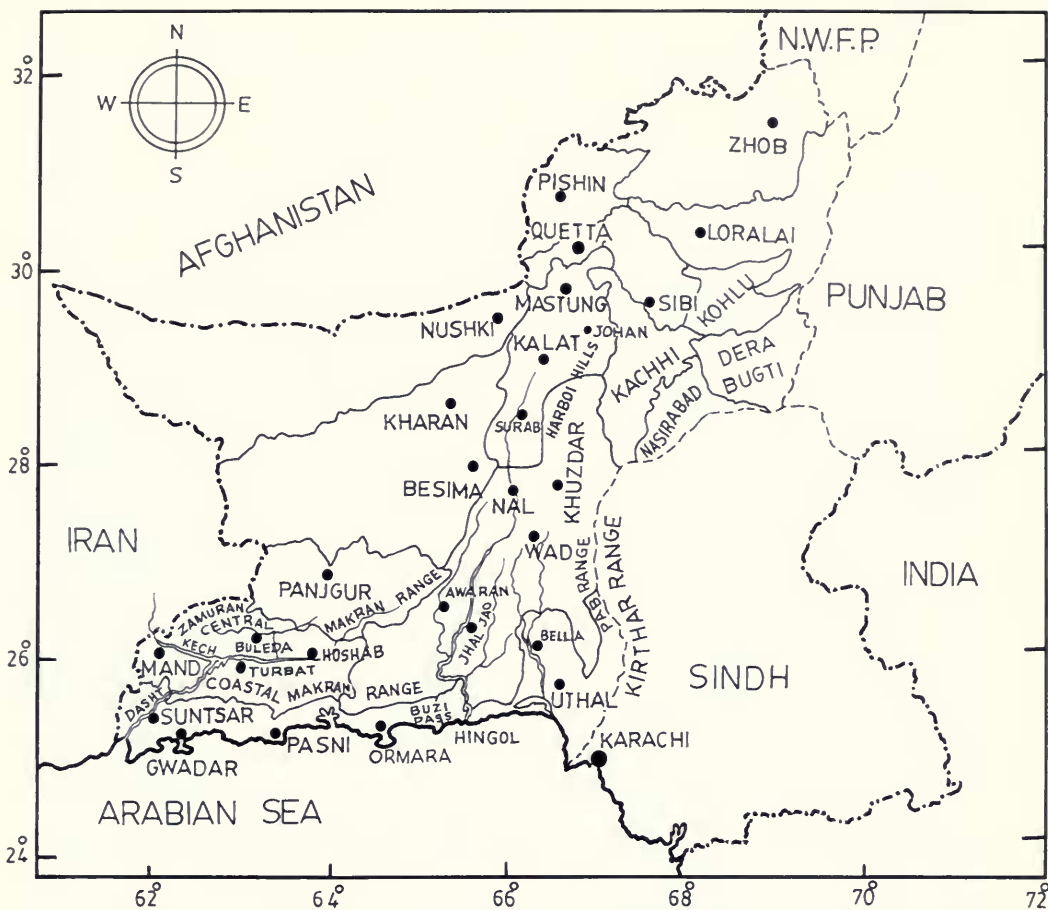 N
W
E
S
N.W.F.P.
32°
ZHOB
PISHIN
AFGHANISTAN
QUETTA
LORALAI
30°
MASTUNG
SIBI
KOHLU
PUNJAB
NUSHKI
JOHAN
KALAT
HARBOI HILLS
KACHHI
DERA
BUGTI
NASIRABAD
KHARAN
SURAB
KHUZDAR
28°
BESIMA
NAL
IRAN
WAD
INDIA
PANJGUR
MAKRAN RANGE
AWARAN
PAB RANGE
KIRTHAR RANGE
ZAMURAN
CENTRAL
JHAL JAO
KECH
BULEDA
HOSHAB
BELLA
26°
MAND
TURBAT
COASTAL MAKRAN RANGE
SINDH
DASHT
UTHAL
SUNTSAR
BUZI
PASS
HINGOL
KARACHI
GWADAR
PASNI
ORMARA
ARABIAN SEA
24°
62°
64°
66°
68°
70°
72°